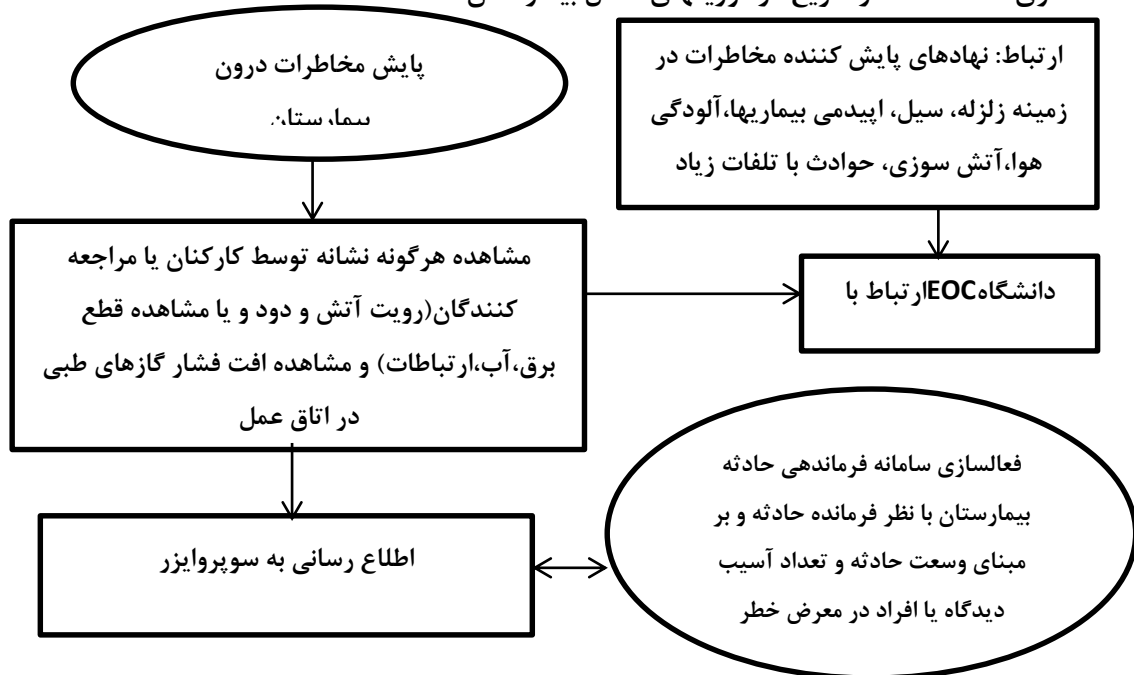 پایش مخاطرات درون
بیمارستان
ارتباط: نهادهای پایش کننده مخاطرات در
زمینه زلزله، سیل، اپیدمی بیماریها،آلودگی
هوا،آتش سوزی، حوادث با تلفات زیاد
مشاهده هرگونه نشانه توسط کارکنان یا مراجعه
کنندگان(رویت آتش و دود و یا مشاهده قطع
برق،آب،ارتباطات) و مشاهده افت فشار گازهای طبی
در اتاق عمل
دانشگاهEOCارتباط با
فعالسازی سامانه فرماندهی حادثه
بیمارستان با نظر فرمانده حادثه و بر
مبنای وسعت حادثه و تعداد آسیب
دیدگاه یا افراد در معرض خطر
اطلاع رسانی به سوپروایزر